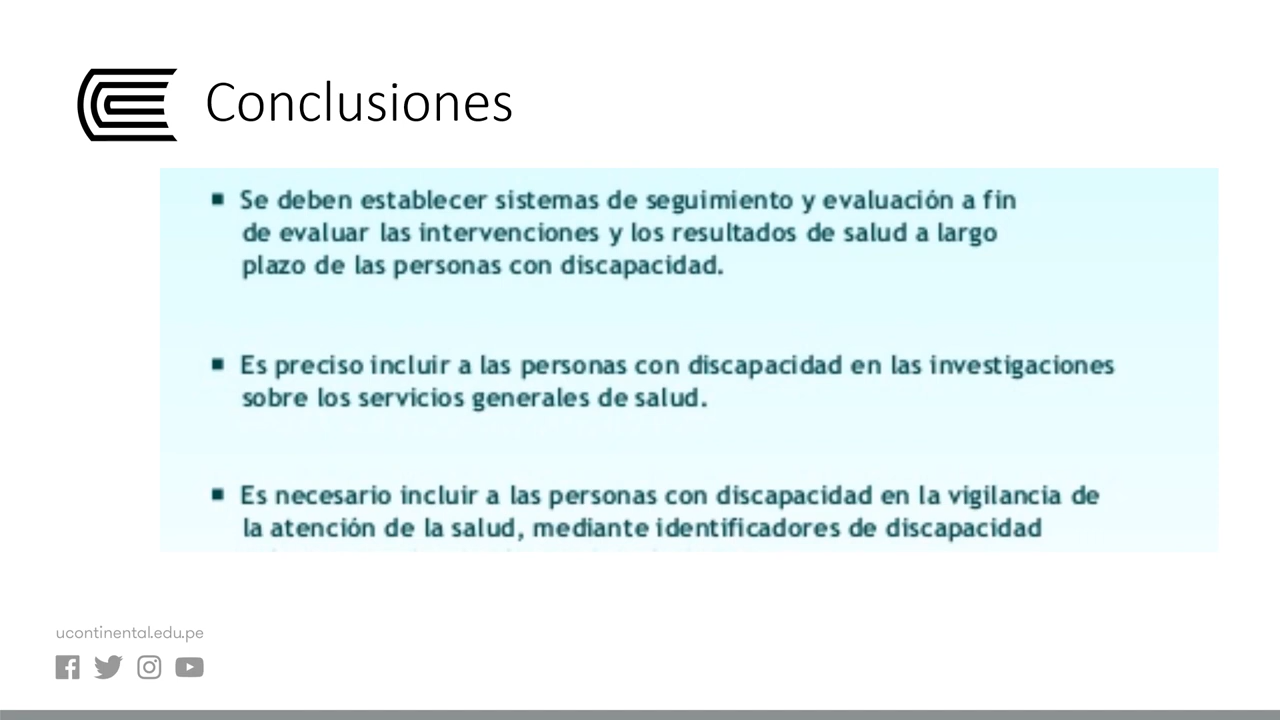 Conclusiones
▪ Se deben establecer sistemas de seguimiento y evaluación a fin
de evaluar las intervenciones y los resultados de salud a largo
plazo de las personas con discapacidad.
▪ Es preciso incluir a las personas con discapacidad en las investigaciones
sobre los servicios generales de salud.
▪ Es necesario incluir a las personas con discapacidad en la vigilancia de
la atención de la salud, mediante identificadores de discapacidad
ucontinental.edu.pe